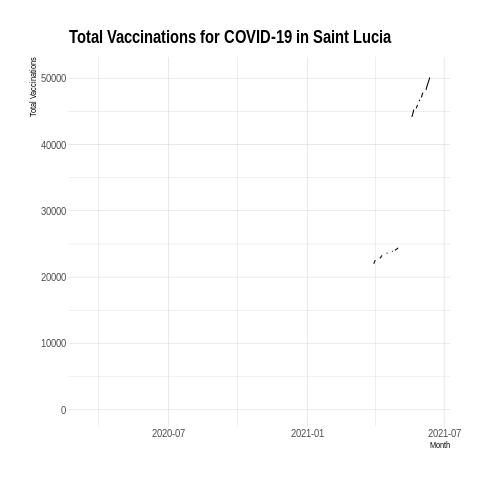 Total Vaccinations for COVID-19 in Saint Lucia
Total Vaccinations
50000
40000
30000
20000
10000
0
2020-07 2021-01 2021-07
Month